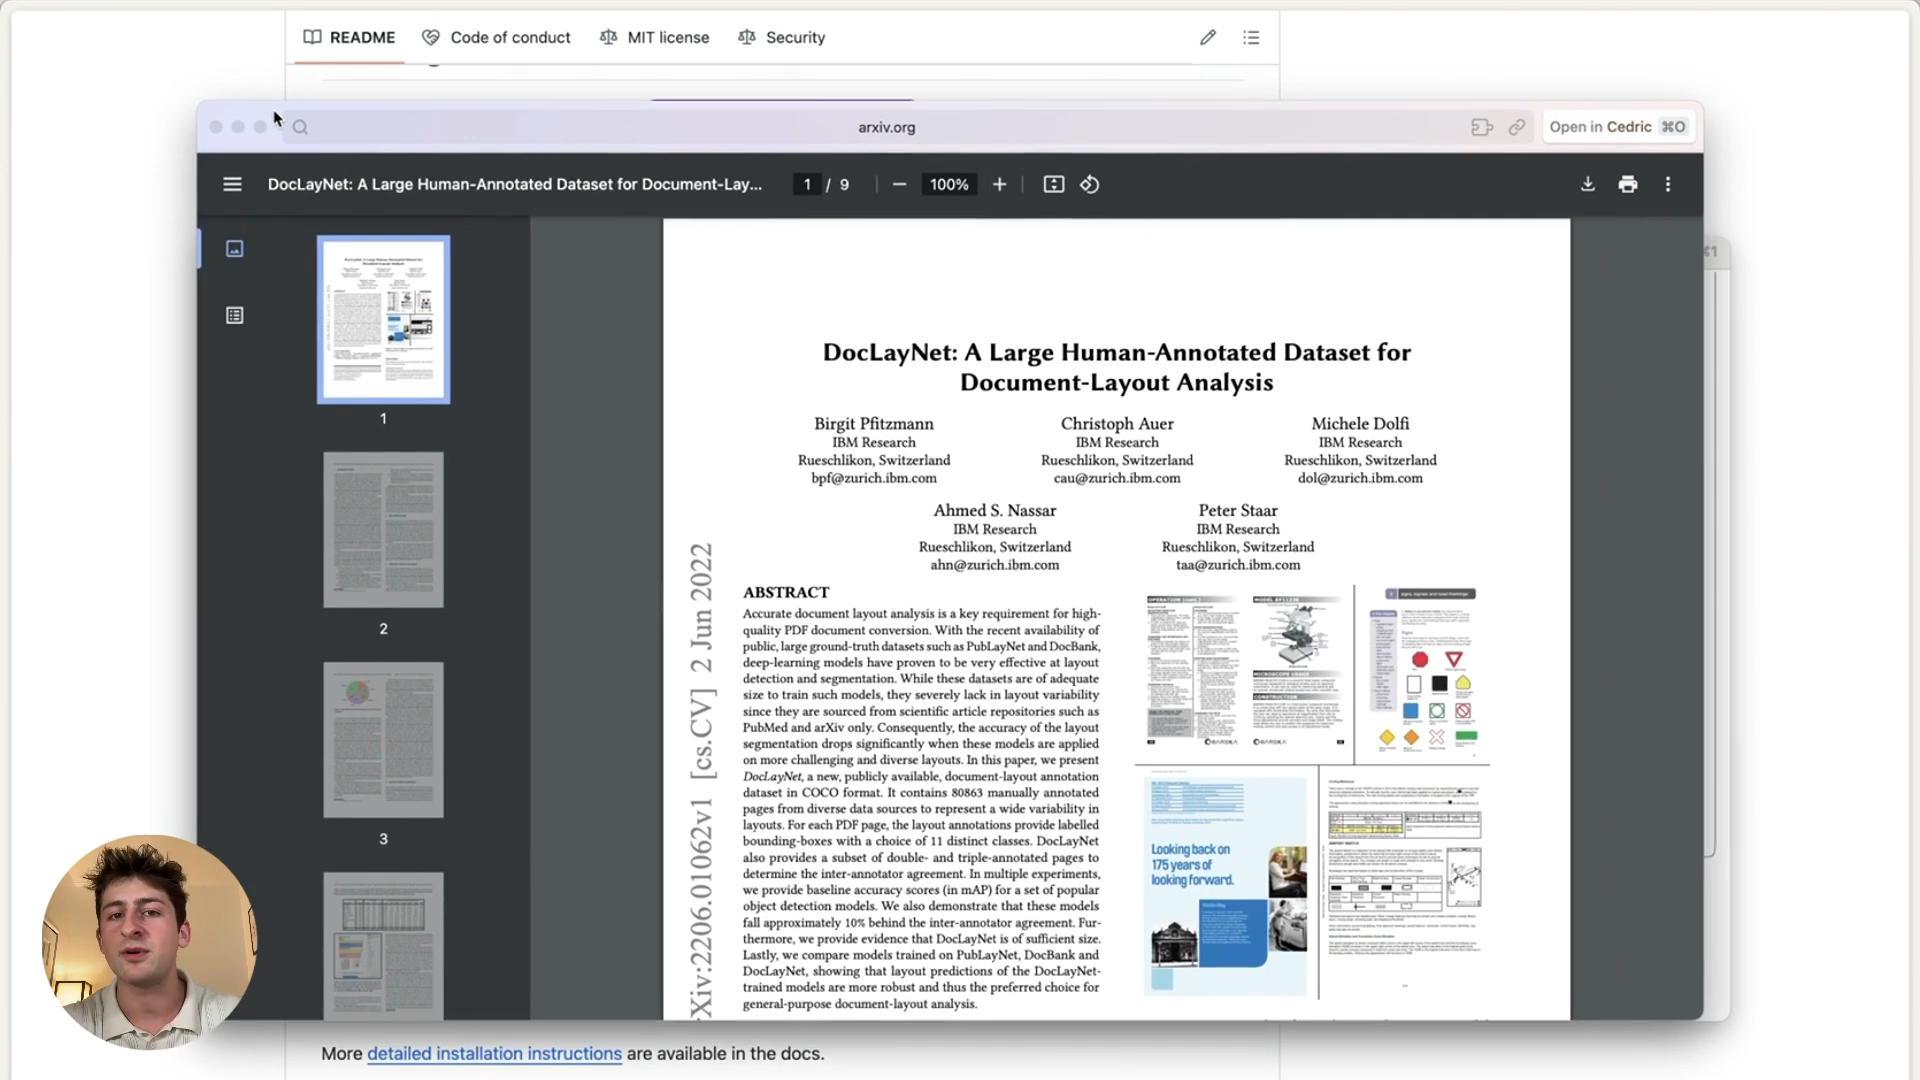 README
Code of conduct
MIT license
Security
arxiv.org
Open in Cedric ⌘O
DocLayNet: A Large Human-Annotated Dataset for Document-Lay...
1 / 9
100%
⌘1
1
2
3
DocLayNet: A Large Human-Annotated Dataset for
Document-Layout Analysis
Birgit Pfitzmann
IBM Research
Rueschlikon, Switzerland
bpf@zurich.ibm.com
Christoph Auer
IBM Research
Rueschlikon, Switzerland
cau@zurich.ibm.com
Michele Dolfi
IBM Research
Rueschlikon, Switzerland
dol@zurich.ibm.com
Ahmed S. Nassar
IBM Research
Rueschlikon, Switzerland
ahn@zurich.ibm.com
Peter Staar
IBM Research
Rueschlikon, Switzerland
taa@zurich.ibm.com
Xiv:2206.01062v1 [cs.CV] 2 Jun 2022
ABSTRACT
Accurate document layout analysis is a key requirement for high-
quality PDF document conversion. With the recent availability of
public, large ground-truth datasets such as PubLayNet and DocBank,
deep-learning models have proven to be very effective at layout
detection and segmentation. While these datasets are of adequate
size to train such models, they severely lack in layout variability
since they are sourced from scientific article repositories such as
PubMed and arXiv only. Consequently, the accuracy of the layout
segmentation drops significantly when these models are applied
on more challenging and diverse layouts. In this paper, we present
DocLayNet, a new, publicly available, document-layout annotation
dataset in COCO format. It contains 80863 manually annotated
pages from diverse data sources to represent a wide variability in
layouts. For each PDF page, the layout annotations provide labelled
bounding-boxes with a choice of 11 distinct classes. DocLayNet
also provides a subset of double- and triple-annotated pages to
determine the inter-annotator agreement. In multiple experiments,
we provide baseline accuracy scores (in mAP) for a set of popular
object detection models. We also demonstrate that these models
fall approximately 10% behind the inter-annotator agreement. Fur-
thermore, we provide evidence that DocLayNet is of sufficient size.
Lastly, we compare models trained on PubLayNet, DocBank and
DocLayNet, showing that layout predictions of the DocLayNet-
trained models are more robust and thus the preferred choice for
general-purpose document-layout analysis.
OPERATION (cont.)
MICROSCOPE USAGE
CONSTRUCTION
BARSKA
BARSKA
Signs
Looking back on
175 years of
looking forward.
More detailed installation instructions are available in the docs.